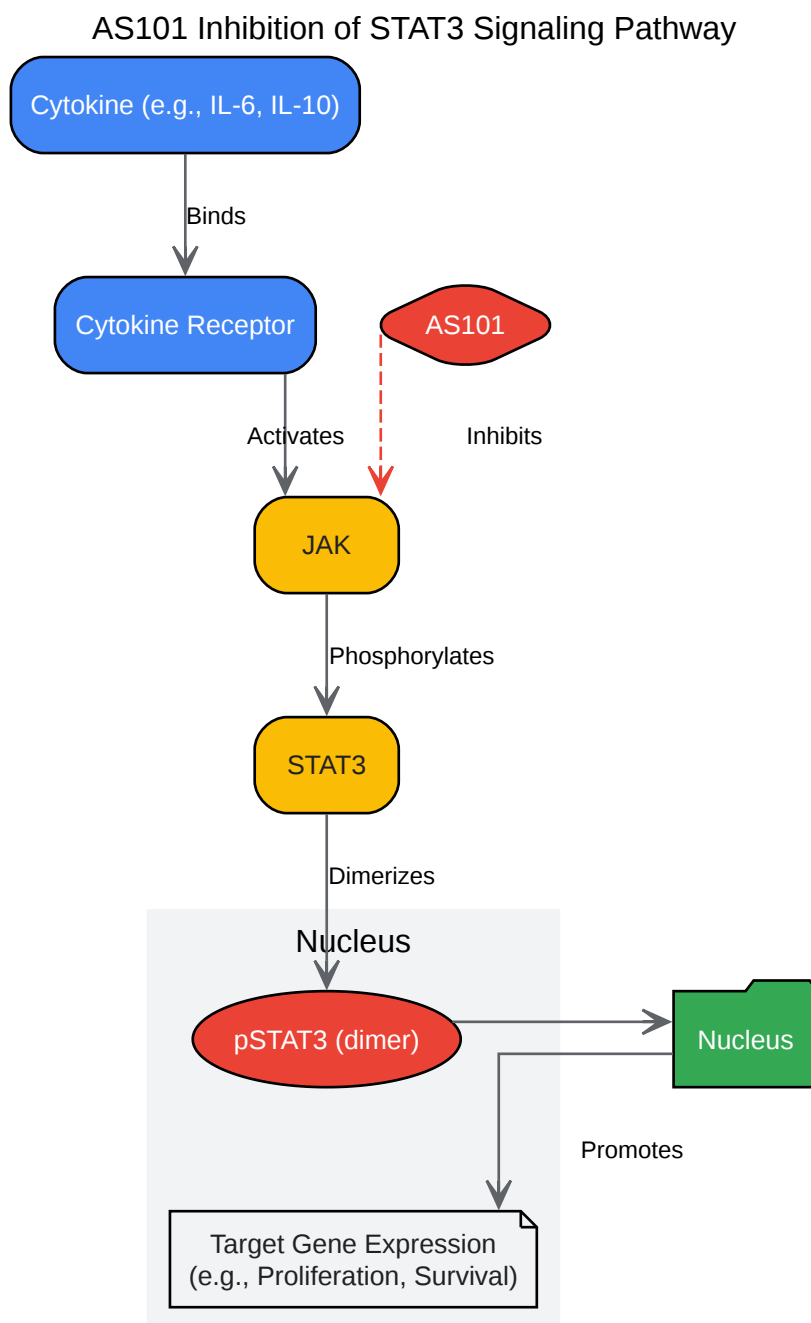 AS101 Inhibition of STAT3 Signaling Pathway
Cytokine (e.g., IL-6, IL-10)
Binds
Cytokine Receptor
AS101
Activates
Inhibits
JAK
Phosphorylates
STAT3
Dimerizes
Nucleus
pSTAT3 (dimer)
Nucleus
Promotes
Target Gene Expression
(e.g., Proliferation, Survival)